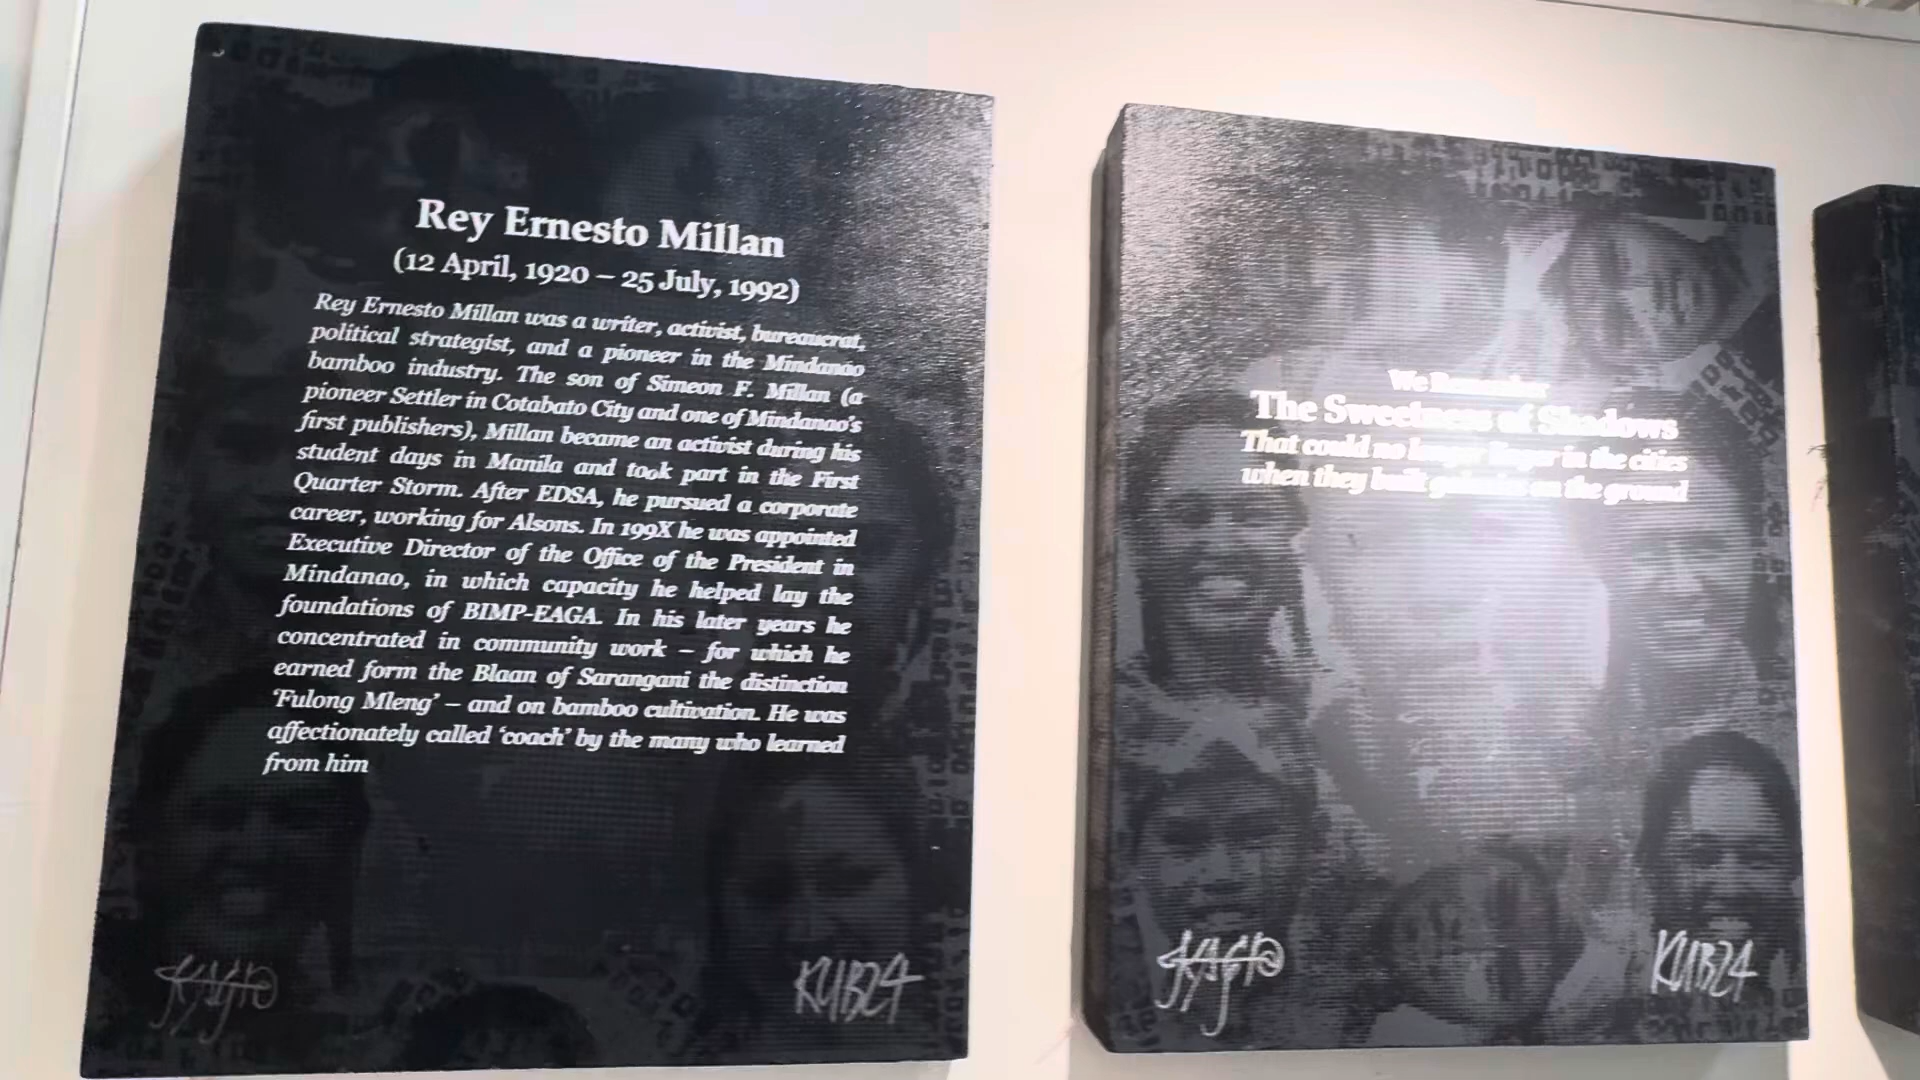 Rey Ernesto Millan
(12 April, 1920 – 25 July, 1992)
Rey Ernesto Millan was a writer, activist, bureaucrat,
political strategist, and a pioneer in the Mindanao
bamboo industry. The son of Simeon F. Millan (a
pioneer Settler in Cotabato City and one of Mindanao's
first publishers), Millan became an activist during his
student days in Manila and took part in the First
Quarter Storm. After EDSA, he pursued a corporate
career, working for Alsons. In 199X he was appointed
Executive Director of the Office of the President in
Mindanao, in which capacity he helped lay the
foundations of BIMP-EAGA. In his later years he
concentrated in community work – for which he
earned form the Blaan of Sarangani the distinction
'Fulong Mleng' – and on bamboo cultivation. He was
affectionately called 'coach' by the many who learned
from him
KUB24
We Remember
The Sweetness of Shadows
That could no longer linger in the cities
when they built on the ground
KUB24